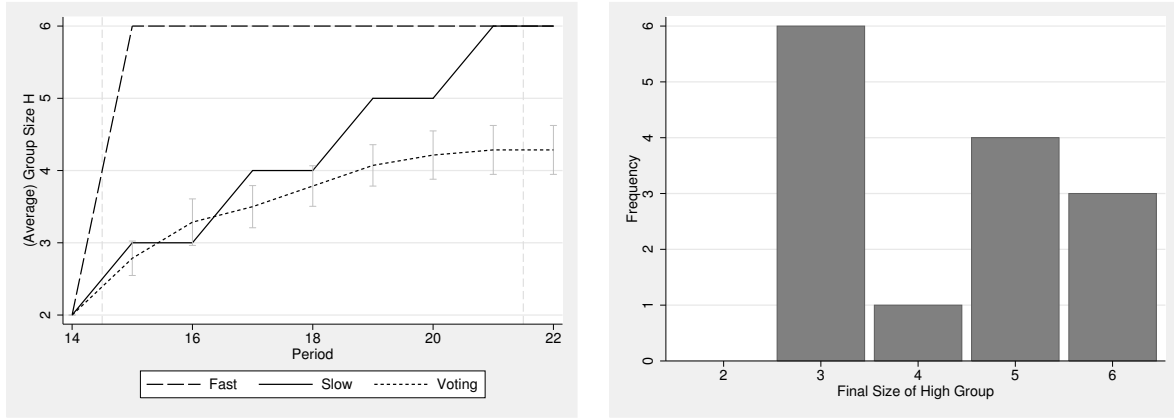 (Average) Group Size H
6
5
4
3
2
14 16 18 20 22
Period
Fast Slow Voting
Frequency
6
5
4
3
2
1
0
2 3 4 5 6
Final Size of High Group